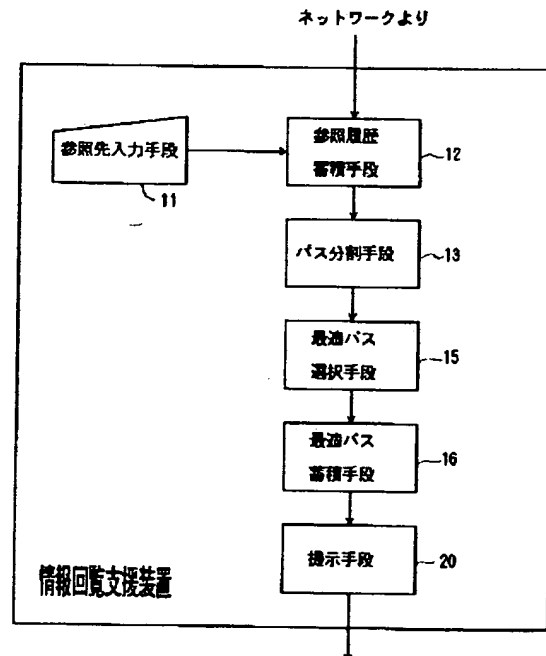 ネットワークより
参照先入力手段
11
参照履歴
蓄積手段
12
パス分割手段
13
最適パス
選択手段
15
最適パス
蓄積手段
16
提示手段
20
情報回覧支援装置